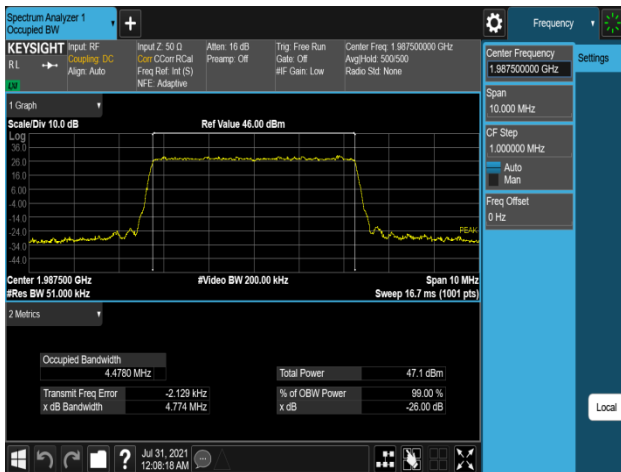 Spectrum Analyzer 1
Occupied BW
Frequency
KEYSIGHT
RL
Input: RF
Coupling: DC
Align: Auto
Input Z: 50 Ω
Corr CCorr RCal
Freq Ref: Int (S)
NFE: Adaptive
Atten: 16 dB
Preamp: Off
Trig: Free Run
Gate: Off
#IF Gain: Low
Center Freq: 1.987500000 GHz
Avg|Hold: 500/500
Radio Std: None
Center Frequency
1.987500000 GHz
Settings
Span
10.000 MHz
CF Step
1.000000 MHz
Auto
Man
Freq Offset
0 Hz
Local
1 Graph
Scale/Div 10.0 dB
Ref Value 46.00 dBm
Log
36.0
26.0
16.0
6.00
-4.00
-14.0
-24.0
-34.0
-44.0
PEAK
Center 1.987500 GHz
#Video BW 200.00 kHz
Span 10 MHz
#Res BW 51.000 kHz
Sweep 16.7 ms (1001 pts)
2 Metrics
Occupied Bandwidth
4.4780 MHz
Total Power 47.1 dBm
Transmit Freq Error -2.129 kHz
% of OBW Power 99.00 %
x dB Bandwidth 4.774 MHz
x dB -26.00 dB
?
Jul 31, 2021
12:08:18 AM